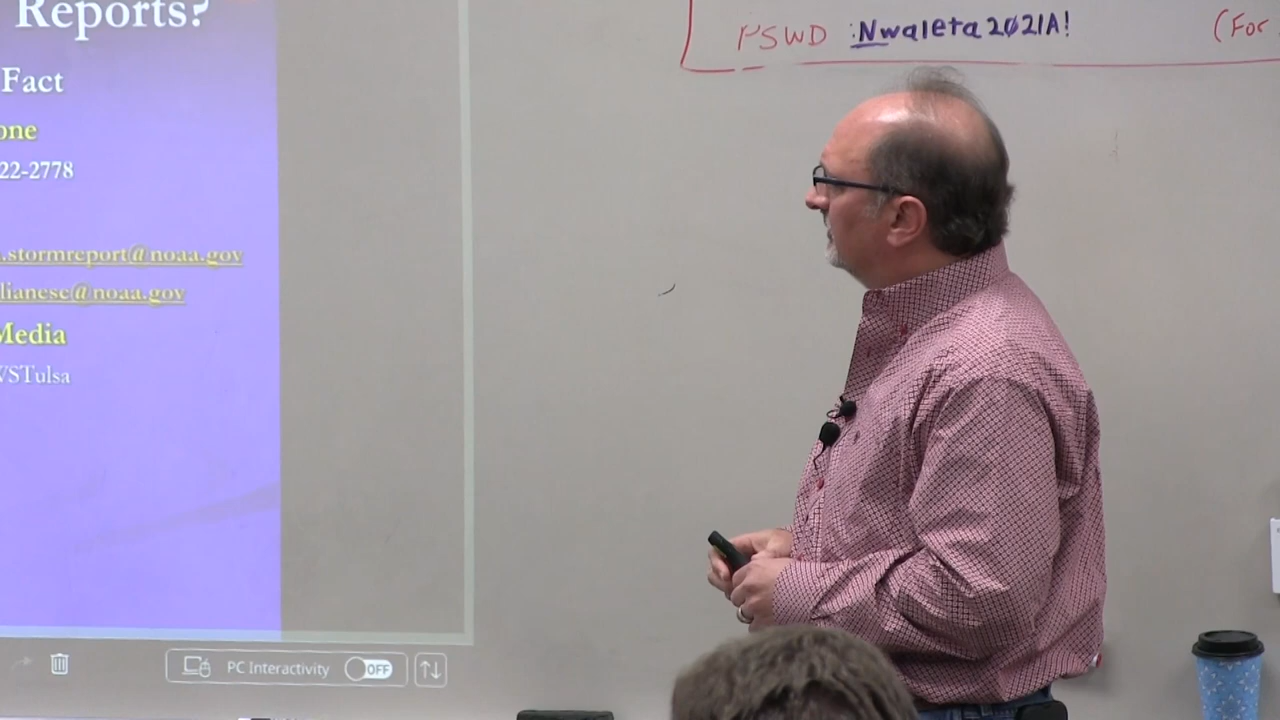 Reports?
Fact
one
22-2778
.stormreport@noaa.gov
lianese@noaa.gov
Media
VSTulsa
PSWD :Nwaleta2021A!
(For
PC Interactivity OFF